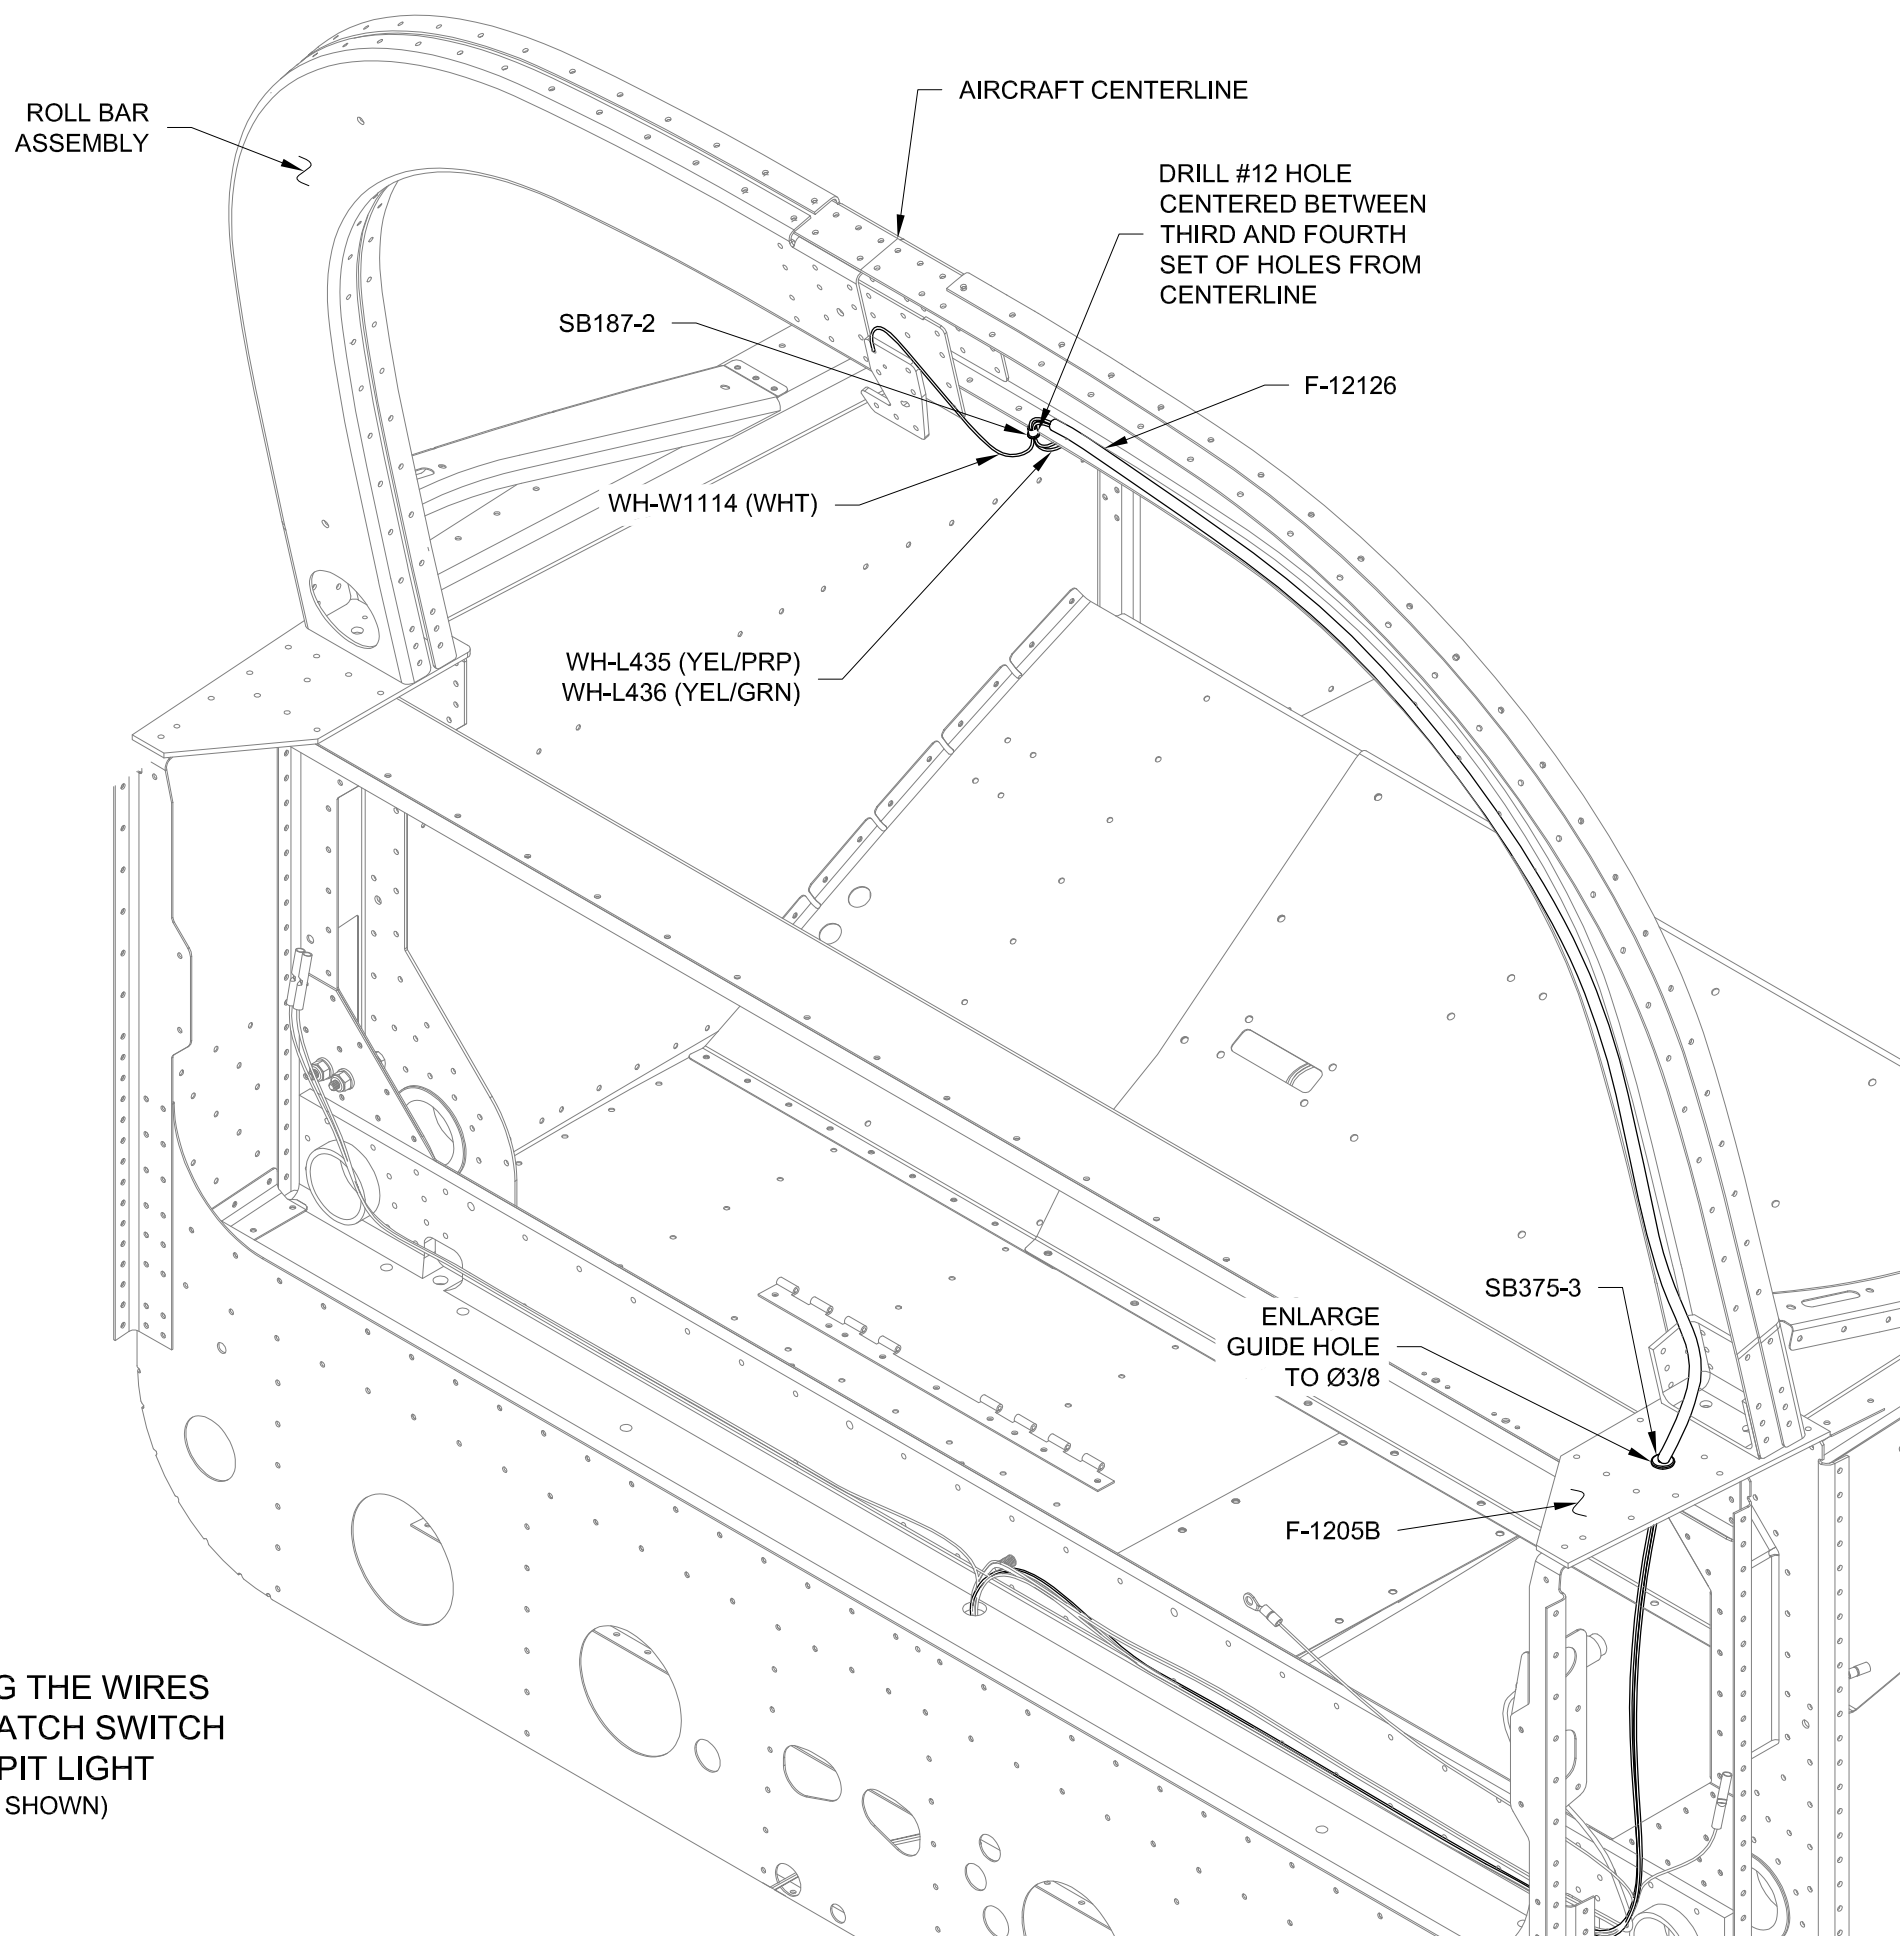 AIRCRAFT CENTERLINE
ROLL BAR
ASSEMBLY
DRILL #12 HOLE
CENTERED BETWEEN
THIRD AND FOURTH
SET OF HOLES FROM
CENTERLINE
SB187-2
F-12126
WH-W1114 (WHT)
WH-L435 (YEL/PRP)
WH-L436 (YEL/GRN)
SB375-3
ENLARGE
GUIDE HOLE
TO Ø3/8
F-1205B
G THE WIRES
ATCH SWITCH
PIT LIGHT
SHOWN)